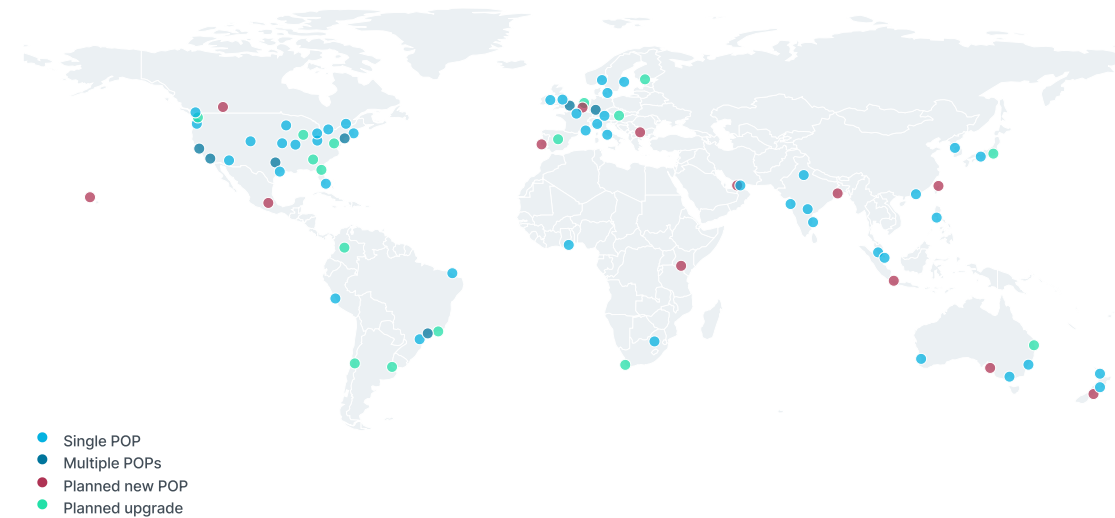 Single POP
Multiple POPs
Planned new POP
Planned upgrade